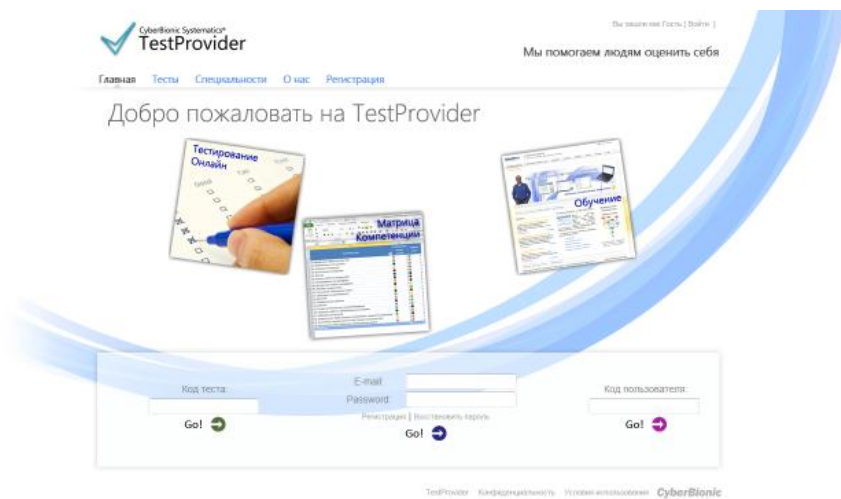 CyberBionic Systematics®
TestProvider
Вы зашли как Гость [ Войти ]
Мы помогаем людям оценить себя
Главная Тесты Специальности О нас Регистрация
Добро пожаловать на TestProvider
Тестирование
Онлайн
Матрица
Компетенции
Обучение
Код теста:
E-mail:
Password:
Код пользователя:
Регистрация | Восстановить пароль
Go!
Go!
Go!
TestProvider Конфиденциальность Условия использования CyberBionic